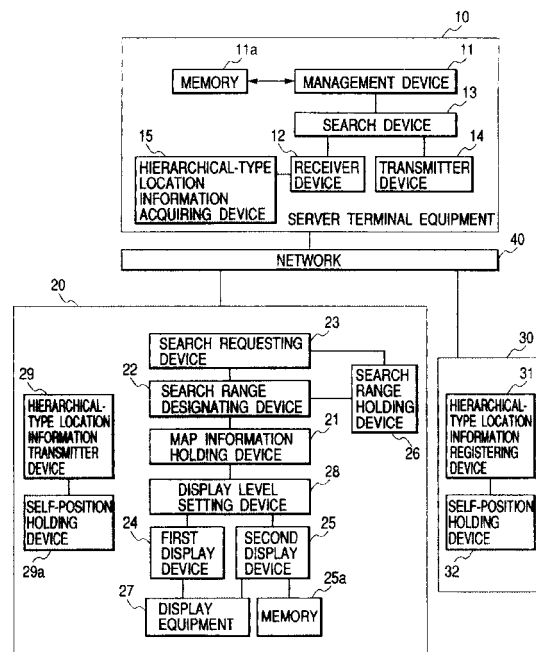 10
11a
11
MEMORY
MANAGEMENT DEVICE
13
SEARCH DEVICE
15
12
14
HIERARCHICAL-TYPE
LOCATION
INFORMATION
ACQUIRING DEVICE
RECEIVER
DEVICE
TRANSMITTER
DEVICE
SERVER TERMINAL EQUIPMENT
40
NETWORK
20
23
SEARCH REQUESTING
DEVICE
22
SEARCH RANGE
DESIGNATING DEVICE
SEARCH
RANGE
HOLDING
DEVICE
26
21
MAP INFORMATION
HOLDING DEVICE
28
DISPLAY LEVEL
SETTING DEVICE
29
HIERARCHICAL-
TYPE LOCATION
INFORMATION
TRANSMITTER
DEVICE
SELF-POSITION
HOLDING
DEVICE
29a
24
25
FIRST
DISPLAY
DEVICE
SECOND
DISPLAY
DEVICE
27
25a
DISPLAY
EQUIPMENT
MEMORY
30
31
HIERARCHICAL-
TYPE LOCATION
INFORMATION
REGISTERING
DEVICE
SELF-POSITION
HOLDING
DEVICE
32